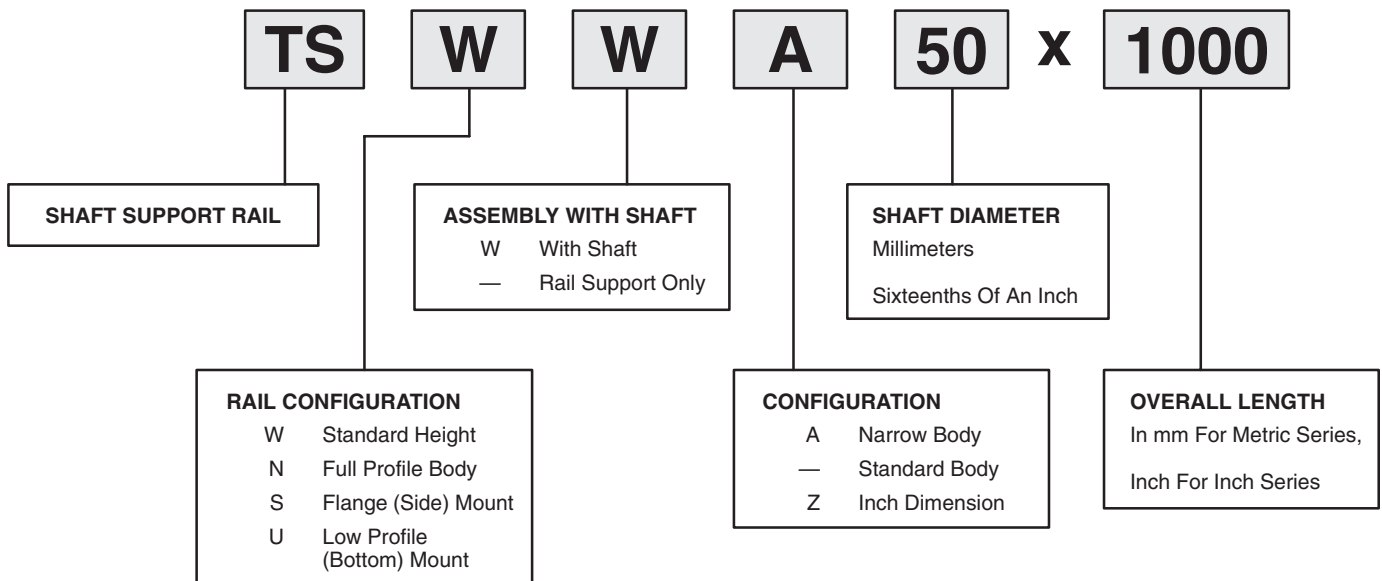 TS W W A 50 x 1000
SHAFT SUPPORT RAIL
ASSEMBLY WITH SHAFT
W With Shaft
— Rail Support Only
SHAFT DIAMETER
Millimeters
Sixteenths Of An Inch
RAIL CONFIGURATION
W Standard Height
N Full Profile Body
S Flange (Side) Mount
U Low Profile
(Bottom) Mount
CONFIGURATION
A Narrow Body
— Standard Body
Z Inch Dimension
OVERALL LENGTH
In mm For Metric Series,
Inch For Inch Series